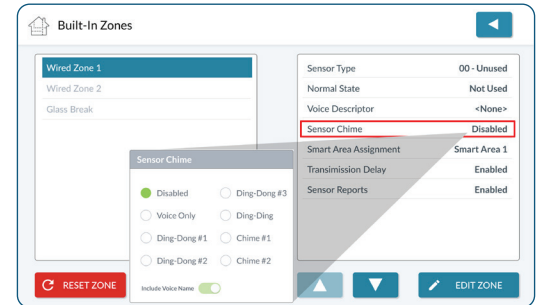 Built-In Zones
Wired Zone 1
Wired Zone 2
Glass Break
Sensor Type 00 - Unused
Normal State Not Used
Voice Descriptor <None>
Sensor Chime Disabled
Smart Area Assignment Smart Area 1
Transmission Delay Enabled
Sensor Reports Enabled
Sensor Chime
Disabled Ding-Dong #3
Voice Only Ding-Ding
Ding-Dong #1 Chime #1
Ding-Dong #2 Chime #2
Include Voice Name
RESET ZONE
EDIT ZONE